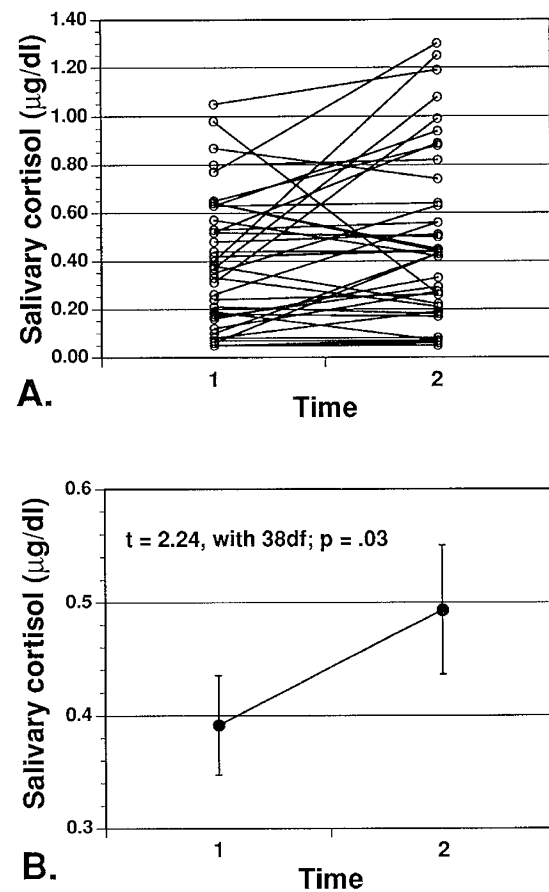 1.40
1.20
1.00
0.80
0.60
0.40
0.20
0.00
Salivary cortisol (µg/dl)
1 2
Time
A.
0.6
0.5
0.4
0.3
Salivary cortisol (µg/dl)
t = 2.24, with 38df; p = .03
1 2
Time
B.